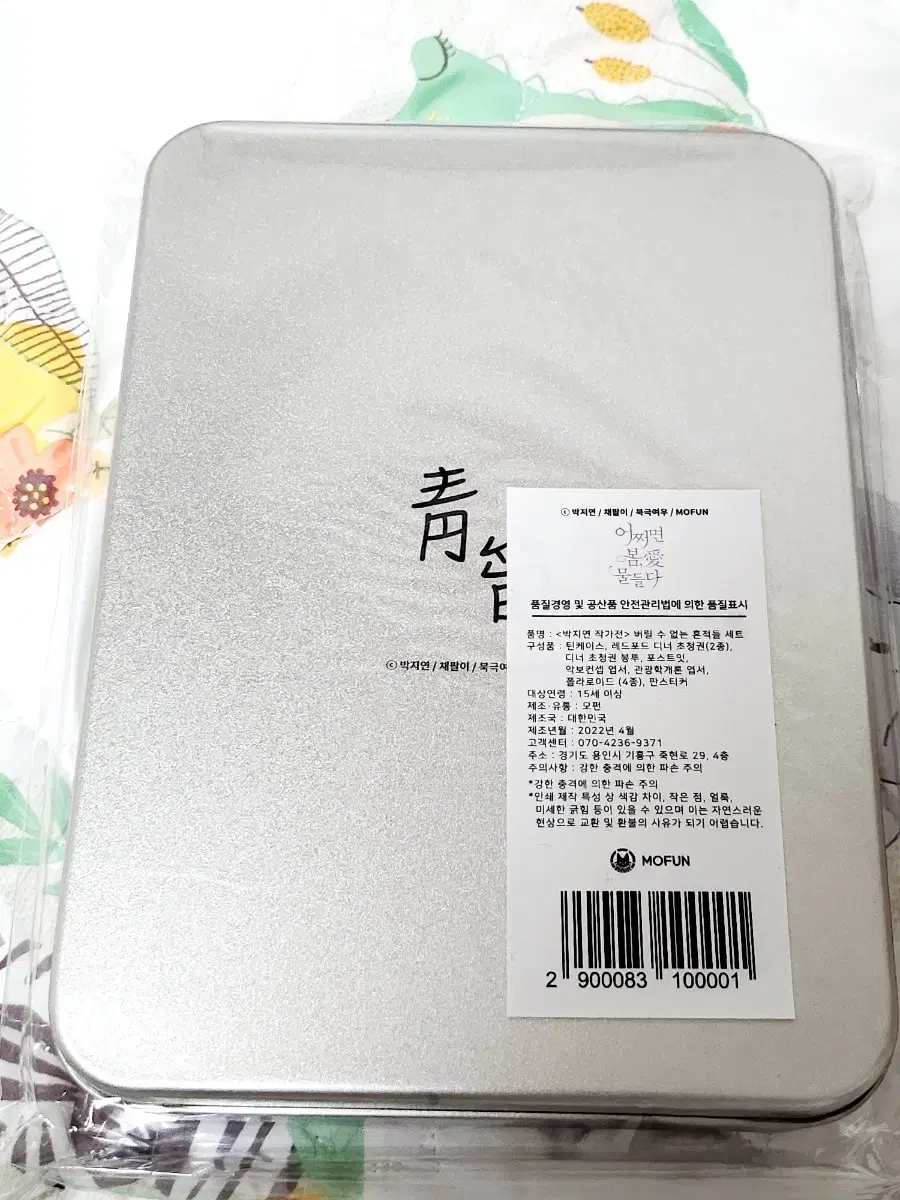 靑
ⓒ 박지연 / 채팔이 / 북극여
ⓒ 박지연 / 채팔이 / 북극여우 / MOFUN
어쩌면
봄, 愛
물들다
품질경영 및 공산품 안전관리법에 의한 품질표시
품명 : <박지연 작가전> 버릴 수 없는 흔적들 세트
구성품 : 틴케이스, 레드포드 디너 초청권(2종),
디너 초청권 봉투, 포스트잇,
악보컨셉 엽서, 관광학개론 엽서,
폴라로이드 (4종), 판스티커
대상연령 : 15세 이상
제조·유통 : 모펀
제조국 : 대한민국
제조년월 : 2022년 4월
고객센터 : 070-4236-9371
주소 : 경기도 용인시 기흥구 죽현로 29, 4층
주의사항 : 강한 충격에 의한 파손 주의
*강한 충격에 의한 파손 주의
*인쇄 제작 특성 상 색감 차이, 작은 점, 얼룩,
미세한 긁힘 등이 있을 수 있으며 이는 자연스러운
현상으로 교환 및 환불의 사유가 되기 어렵습니다.
MOFUN
2 900083 100001